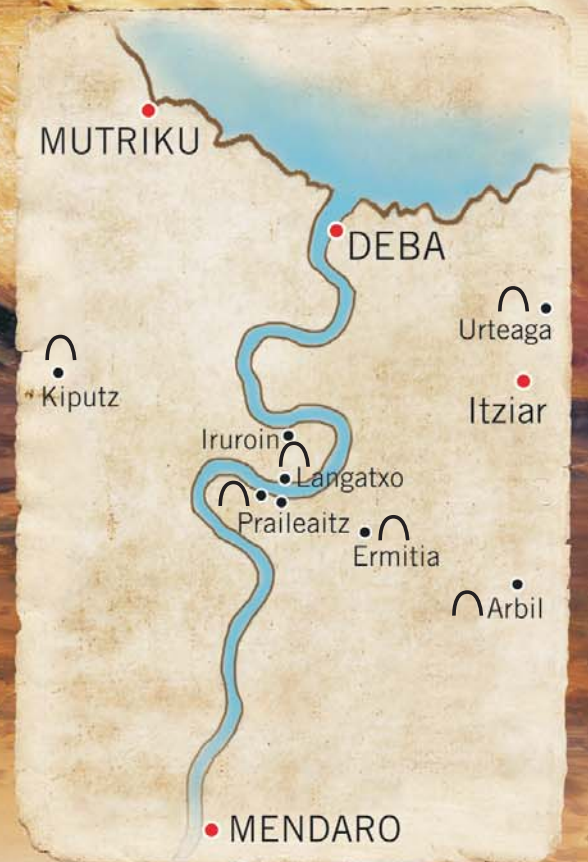 MUTRIKU
DEBA
Urteaga
Kiputz
Itziar
Iruroin
Langatxo
Praileaitz
Ermitia
Arbil
MENDARO